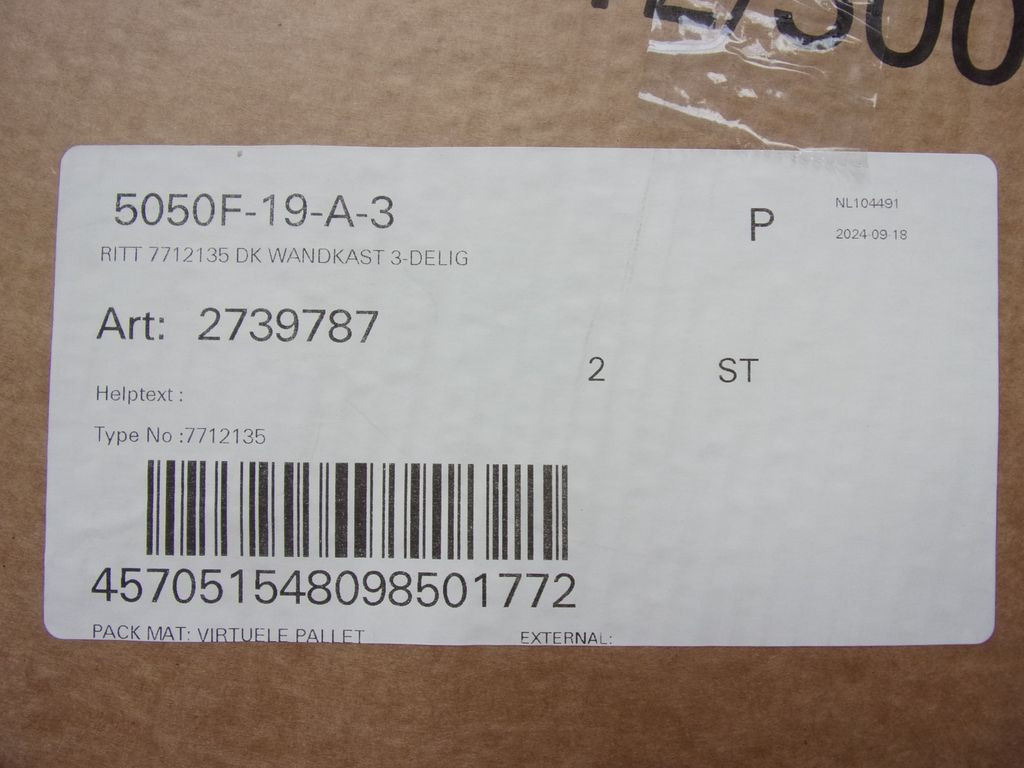 5050F-19-A-3
RITT 7712135 DK WANDKAST 3-DELIG
P
NL104491
2024-09-18
Art: 2739787
2 ST
Helptext :
Type No :7712135
457051548098501772
PACK MAT: VIRTUELE PALLET
EXTERNAL: